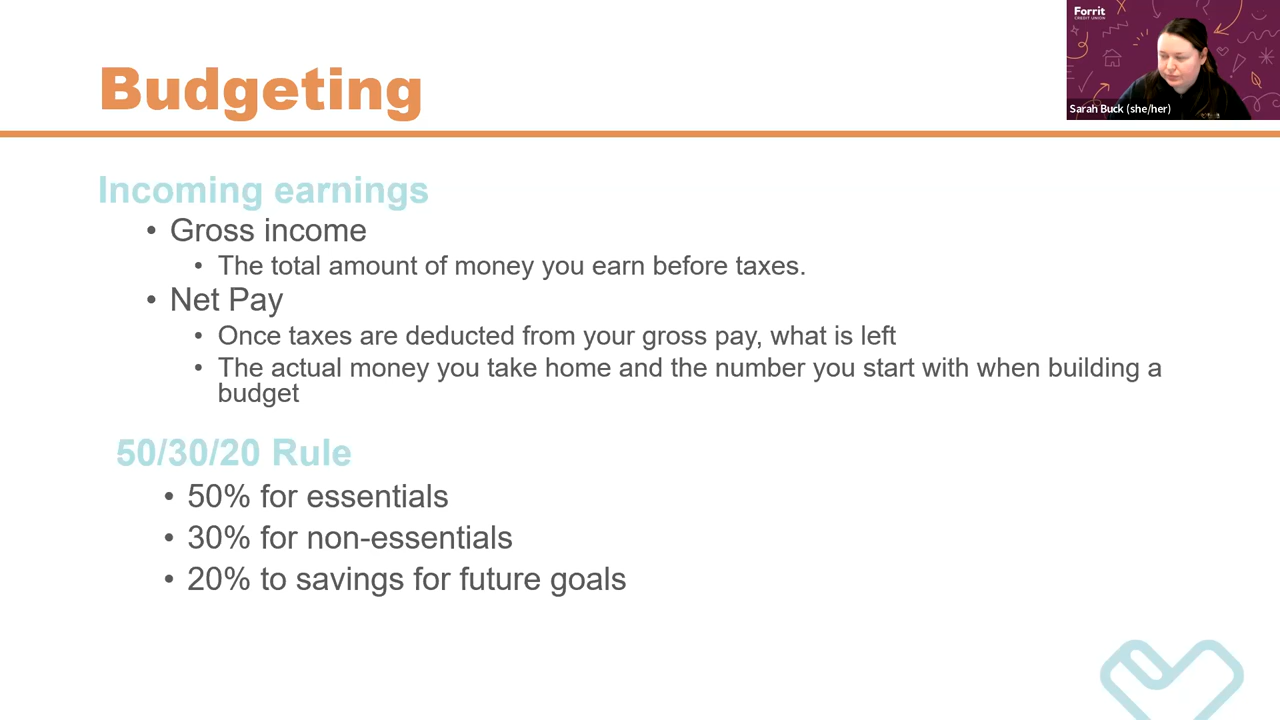 Forrit
CREDIT UNION
Sarah Buck (she/her)
Budgeting
Incoming earnings
• Gross income
• The total amount of money you earn before taxes.
• Net Pay
• Once taxes are deducted from your gross pay, what is left
• The actual money you take home and the number you start with when building a
budget
50/30/20 Rule
• 50% for essentials
• 30% for non-essentials
• 20% to savings for future goals